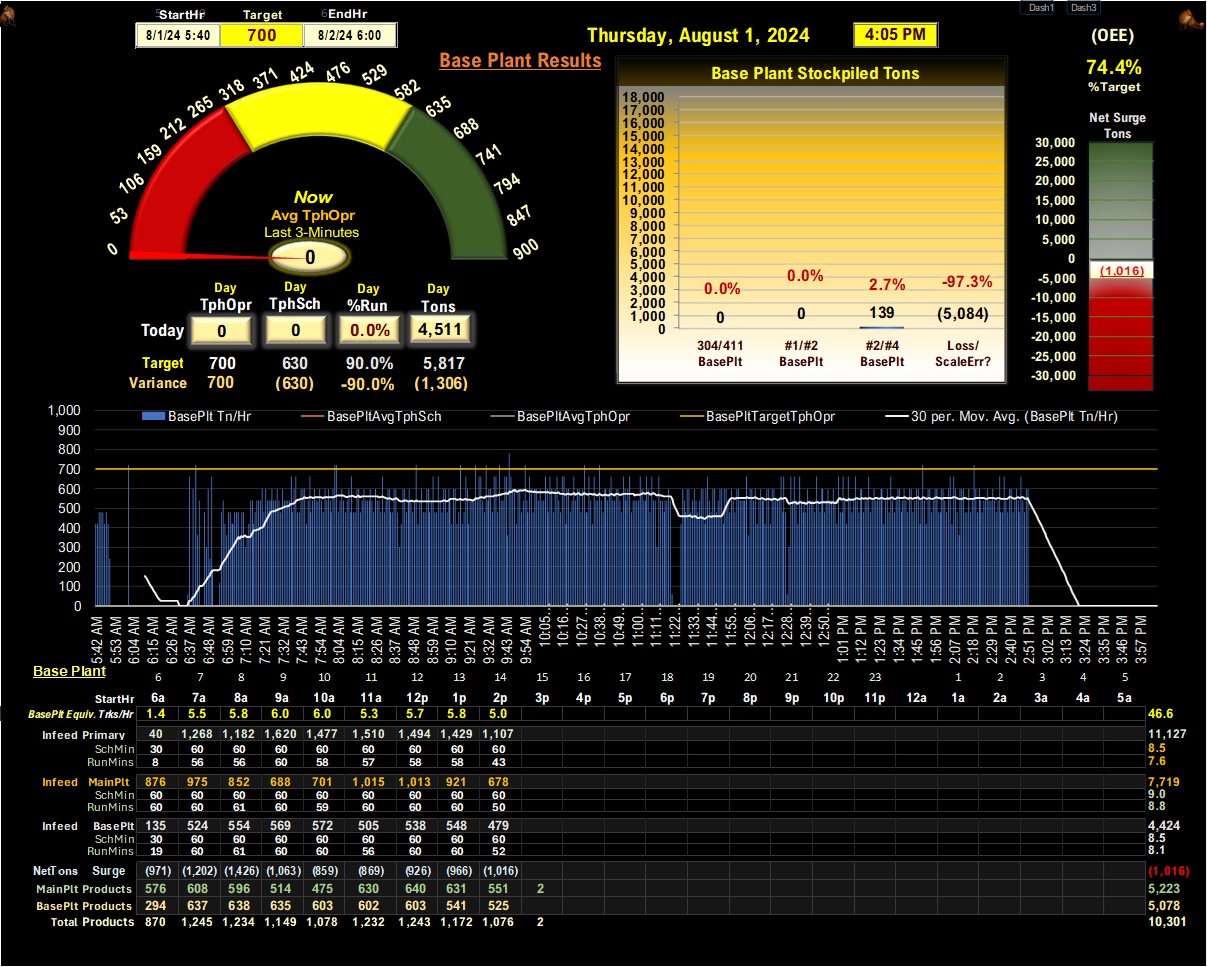 StartHr Target EndHr
8/1/24 5:40 700 8/2/24 6:00
Thursday, August 1, 2024 4:05 PM
Dash1 Dash3
(OEE)
74.4%
%Target
Base Plant Results
0 53 106 159 212 265 318 371 424 476 529 582 635 688 741 794 847 900
Now
Avg TphOpr
Last 3-Minutes
0
Day Day Day Day
TphOpr TphSch %Run Tons
Today 0 0 0.0% 4,511
Target 700 630 90.0% 5,817
Variance 700 (630) -90.0% (1,306)
Base Plant Stockpiled Tons
18,000
17,000
16,000
15,000
14,000
13,000
12,000
11,000
10,000
9,000
8,000
7,000
6,000
5,000
4,000
3,000
2,000
1,000
0
0.0% 0.0% 2.7% -97.3%
0 0 139 (5,084)
304/411 #1/#2 #2/#4 Loss/
BasePlt BasePlt BasePlt ScaleErr?
Net Surge
Tons
30,000
25,000
20,000
15,000
10,000
5,000
0
(1,016)
-5,000
-10,000
-15,000
-20,000
-25,000
-30,000
BasePlt Tn/Hr BasePltAvgTphSch BasePltAvgTphOpr BasePltTargetTphOpr 30 per. Mov. Avg. (BasePlt Tn/Hr)
1,000
900
800
700
600
500
400
300
200
100
0
5:42 AM 5:53 AM 6:04 AM 6:15 AM 6:26 AM 6:37 AM 6:48 AM 6:59 AM 7:10 AM 7:21 AM 7:32 AM 7:43 AM 7:54 AM 8:04 AM 8:15 AM 8:26 AM 8:37 AM 8:48 AM 8:59 AM 9:10 AM 9:21 AM 9:32 AM 9:43 AM 9:54 AM 10:05… 10:16… 10:27… 10:38… 10:49… 11:00… 11:11… 11:22… 11:33… 11:44… 11:55… 12:06… 12:17… 12:28… 12:39… 12:50… 1:01 PM 1:12 PM 1:23 PM 1:34 PM 1:45 PM 1:56 PM 2:07 PM 2:18 PM 2:29 PM 2:40 PM 2:51 PM 3:02 PM 3:13 PM 3:24 PM 3:35 PM 3:46 PM 3:57 PM
Base Plant
6 7 8 9 10 11 12 13 14 15 16 17 18 19 20 21 22 23 1 2 3 4 5
StartHr 6a 7a 8a 9a 10a 11a 12p 1p 2p 3p 4p 5p 6p 7p 8p 9p 10p 11p 12a 1a 2a 3a 4a 5a
BasePlt Equiv. Trks/Hr 1.4 5.5 5.8 6.0 6.0 5.3 5.7 5.8 5.0 46.6
Infeed Primary 40 1,268 1,182 1,620 1,477 1,510 1,494 1,429 1,107 11,127
SchMin 30 60 60 60 60 60 60 60 60 8.5
RunMins 8 56 56 60 58 57 58 58 43 7.6
Infeed MainPlt 876 975 852 688 701 1,015 1,013 921 678 7,719
SchMin 60 60 60 60 60 60 60 60 60 9.0
RunMins 60 60 61 60 59 60 60 60 50 8.8
Infeed BasePlt 135 524 554 569 572 505 538 548 479 4,424
SchMin 30 60 60 60 60 60 60 60 60 8.5
RunMins 19 60 61 60 60 56 60 60 52 8.1
NetTons Surge (971) (1,202) (1,426) (1,063) (859) (869) (926) (966) (1,016) (1,016)
MainPlt Products 576 608 596 514 475 630 640 631 551 2 5,223
BasePlt Products 294 637 638 635 603 602 603 541 525 5,078
Total Products 870 1,245 1,234 1,149 1,078 1,232 1,243 1,172 1,076 2 10,301